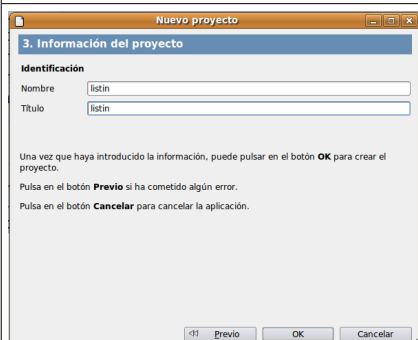 Nuevo proyecto
3. Información del proyecto
Identificación
Nombre listin
Título listin
Una vez que haya introducido la información, puede pulsar en el botón OK para crear el
proyecto.
Pulsa en el botón Previo si ha cometido algún error.
Pulsa en el botón Cancelar para cancelar la aplicación.
Previo OK Cancelar